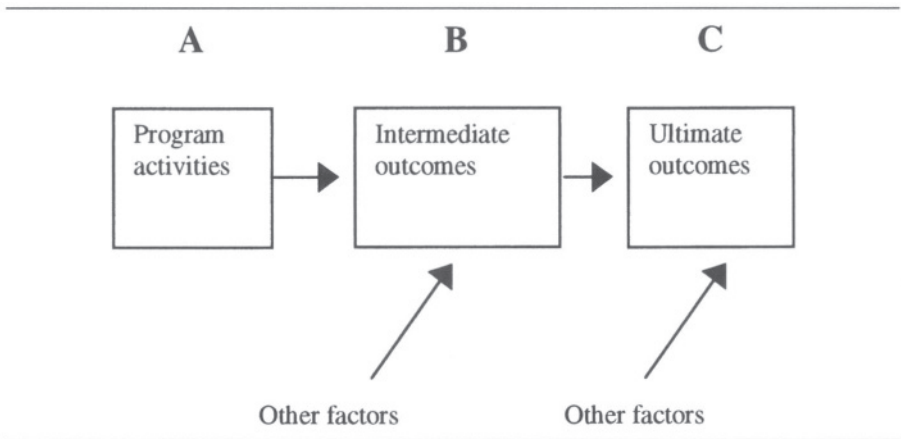 A B C
Program
activities
Intermediate
outcomes
Ultimate
outcomes
Other factors
Other factors